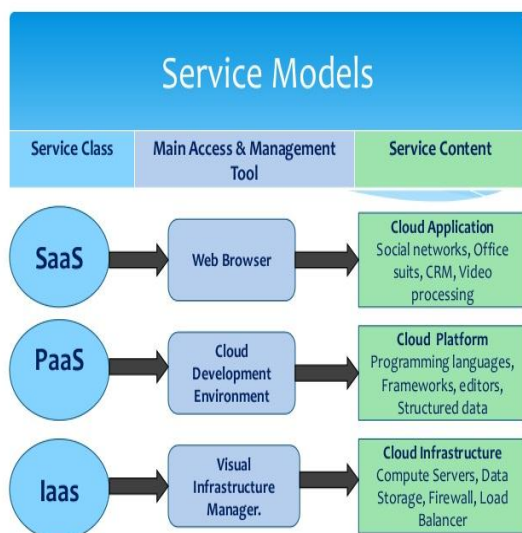 Service Models
Service Class
Main Access & Management
Tool
Service Content
SaaS
Web Browser
Cloud Application
Social networks, Office
suits, CRM, Video
processing
PaaS
Cloud
Development
Environment
Cloud Platform
Programming languages,
Frameworks, editors,
Structured data
Iaas
Visual
Infrastructure
Manager.
Cloud Infrastructure
Compute Servers, Data
Storage, Firewall, Load
Balancer